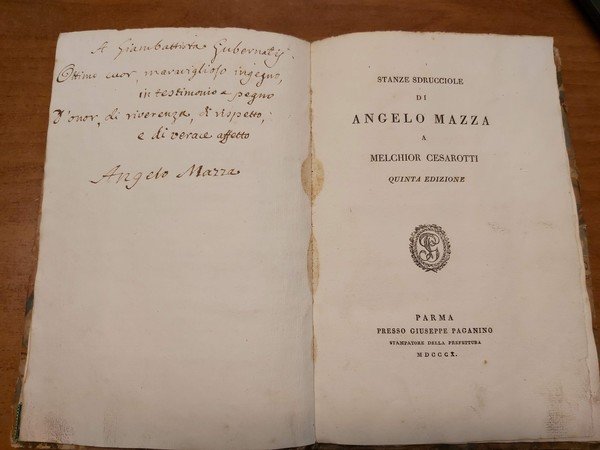 A Giambattista Gubernatis
Ottimo cuor, maraviglioso ingegno,
in testimonio e pegno
D'onor, di riverenza, di rispetto,
e di verace affetto
Angelo Mazza
STANZE SDRUCCIOLE
DI
ANGELO MAZZA
A
MELCHIOR CESAROTTI
QUINTA EDIZIONE
PARMA
PRESSO GIUSEPPE PAGANINO
STAMPATORE DELLA PREFETTURA
MDCCCX.